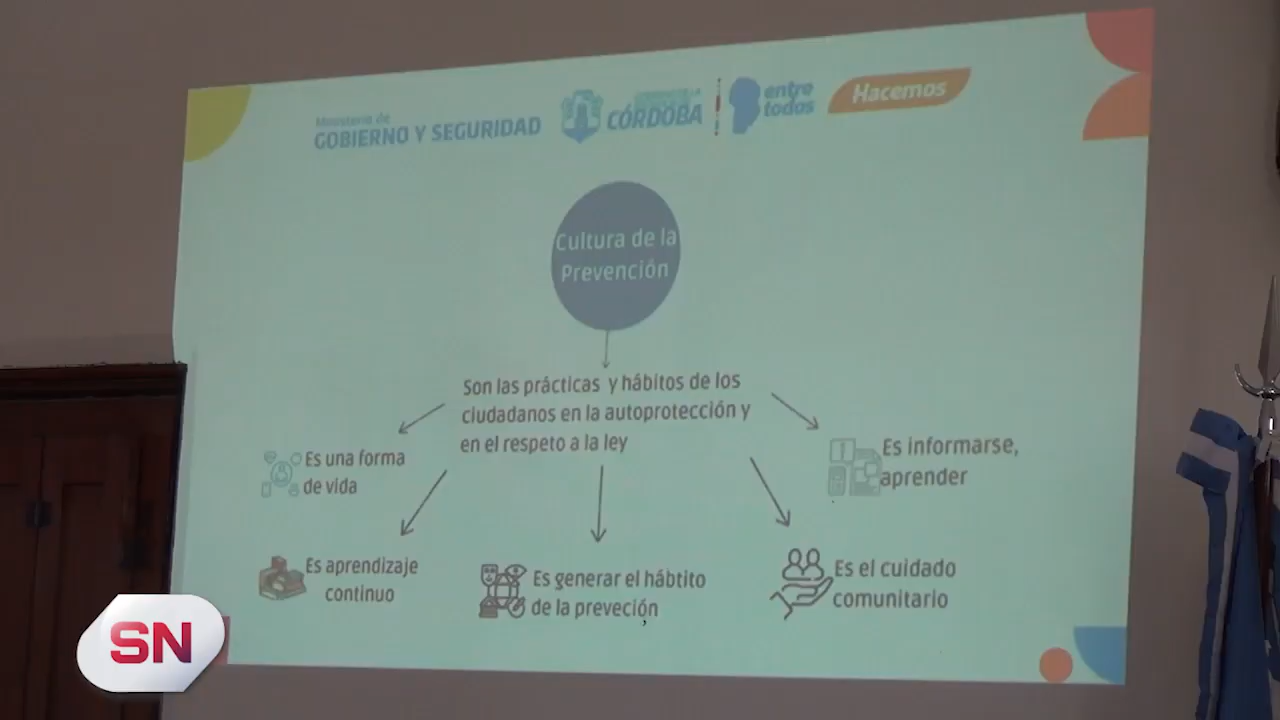 Ministerio de
GOBIERNO Y SEGURIDAD
CÓRDOBA
entre
todos
Hacemos
Cultura de la
Prevención
Son las prácticas y hábitos de los
ciudadanos en la autoprotección y
en el respeto a la ley
Es una forma
de vida
Es informarse,
aprender
Es aprendizaje
continuo
Es generar el hábtito
de la preveción
,
Es el cuidado
comunitario
SN